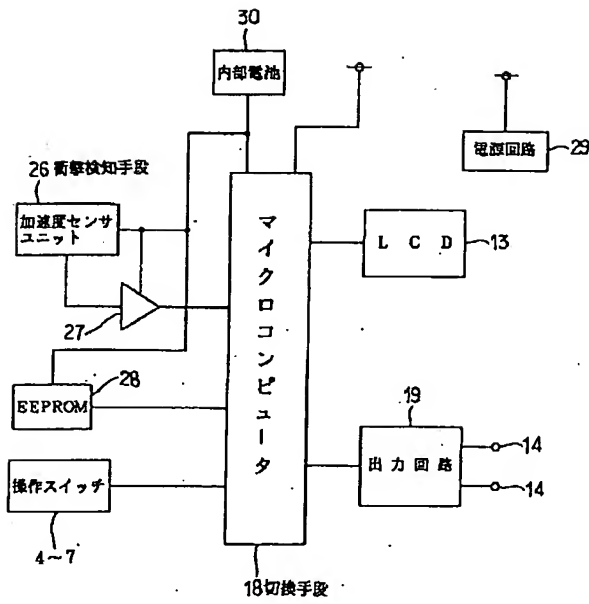 30
内部電池
電源回路
29
26 衝撃検知手段
加速度センサ
ユニット
マイクロコンピュータ
LCD
13
27
28
EEPROM
19
出力回路
14
14
操作スイッチ
4～7
18切換手段